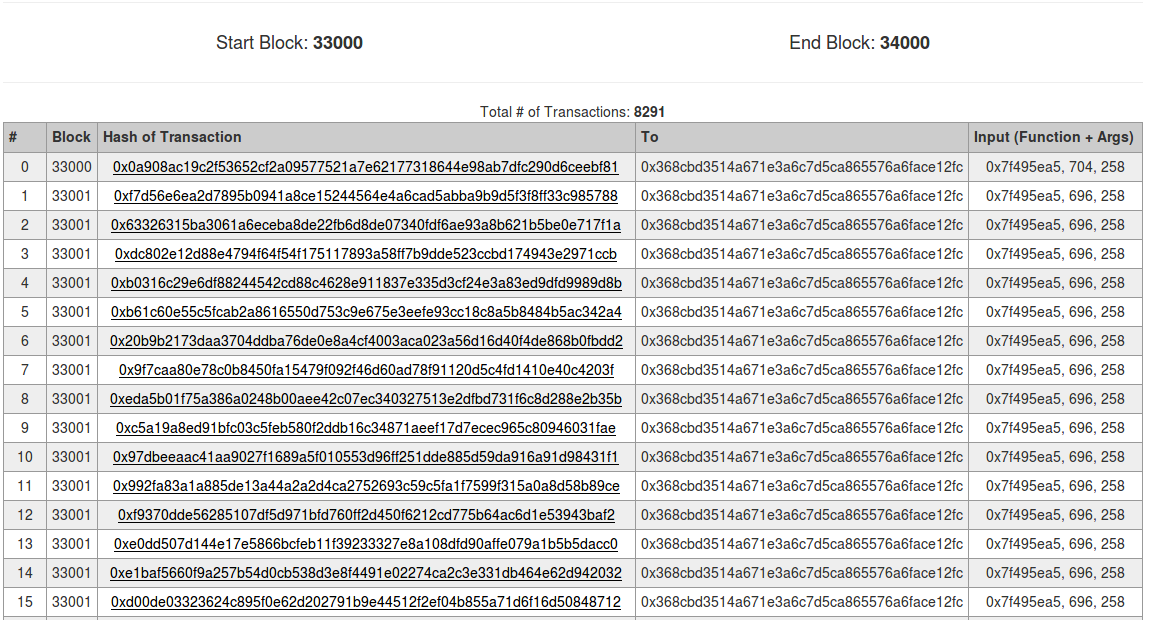 Start Block: 33000 End Block: 34000
Total # of Transactions: 8291
# Block Hash of Transaction To Input (Function + Args)
0 33000 0x0a908ac19c2f53652cf2a09577521a7e62177318644e98ab7dfc290d6ceebf81 0x368cbd3514a671e3a6c7d5ca865576a6face12fc 0x7f495ea5, 704, 258
1 33001 0xf7d56e6ea2d7895b0941a8ce15244564e4a6cad5abba9b9d5f3f8ff33c985788 0x368cbd3514a671e3a6c7d5ca865576a6face12fc 0x7f495ea5, 696, 258
2 33001 0x63326315ba3061a6eceba8de22fb6d8de07340fdf6ae93a8b621b5be0e717f1a 0x368cbd3514a671e3a6c7d5ca865576a6face12fc 0x7f495ea5, 696, 258
3 33001 0xdc802e12d88e4794f64f54f175117893a58ff7b9dde523ccbd174943e2971ccb 0x368cbd3514a671e3a6c7d5ca865576a6face12fc 0x7f495ea5, 696, 258
4 33001 0xb0316c29e6df88244542cd88c4628e911837e335d3cf24e3a83ed9dfd9989d8b 0x368cbd3514a671e3a6c7d5ca865576a6face12fc 0x7f495ea5, 696, 258
5 33001 0xb61c60e55c5fcab2a8616550d753c9e675e3eefe93cc18c8a5b8484b5ac342a4 0x368cbd3514a671e3a6c7d5ca865576a6face12fc 0x7f495ea5, 696, 258
6 33001 0x20b9b2173daa3704ddba76de0e8a4cf4003aca023a56d16d40f4de868b0fbdd2 0x368cbd3514a671e3a6c7d5ca865576a6face12fc 0x7f495ea5, 696, 258
7 33001 0x9f7caa80e78c0b8450fa15479f092f46d60ad78f91120d5c4fd1410e40c4203f 0x368cbd3514a671e3a6c7d5ca865576a6face12fc 0x7f495ea5, 696, 258
8 33001 0xeda5b01f75a386a0248b00aee42c07ec340327513e2dfbd731f6c8d288e2b35b 0x368cbd3514a671e3a6c7d5ca865576a6face12fc 0x7f495ea5, 696, 258
9 33001 0xc5a19a8ed91bfc03c5feb580f2ddb16c34871aeef17d7ecec965c80946031fae 0x368cbd3514a671e3a6c7d5ca865576a6face12fc 0x7f495ea5, 696, 258
10 33001 0x97dbeeaac41aa9027f1689a5f010553d96ff251dde885d59da916a91d98431f1 0x368cbd3514a671e3a6c7d5ca865576a6face12fc 0x7f495ea5, 696, 258
11 33001 0x992fa83a1a885de13a44a2a2d4ca2752693c59c5fa1f7599f315a0a8d58b89ce 0x368cbd3514a671e3a6c7d5ca865576a6face12fc 0x7f495ea5, 696, 258
12 33001 0xf9370dde56285107df5d971bfd760ff2d450f6212cd775b64ac6d1e53943baf2 0x368cbd3514a671e3a6c7d5ca865576a6face12fc 0x7f495ea5, 696, 258
13 33001 0xe0dd507d144e17e5866bcfeb11f39233327e8a108dfd90affe079a1b5b5dacc0 0x368cbd3514a671e3a6c7d5ca865576a6face12fc 0x7f495ea5, 696, 258
14 33001 0xe1baf5660f9a257b54d0cb538d3e8f4491e02274ca2c3e331db464e62d942032 0x368cbd3514a671e3a6c7d5ca865576a6face12fc 0x7f495ea5, 696, 258
15 33001 0xd00de03323624c895f0e62d202791b9e44512f2ef04b855a71d6f16d50848712 0x368cbd3514a671e3a6c7d5ca865576a6face12fc 0x7f495ea5, 696, 258